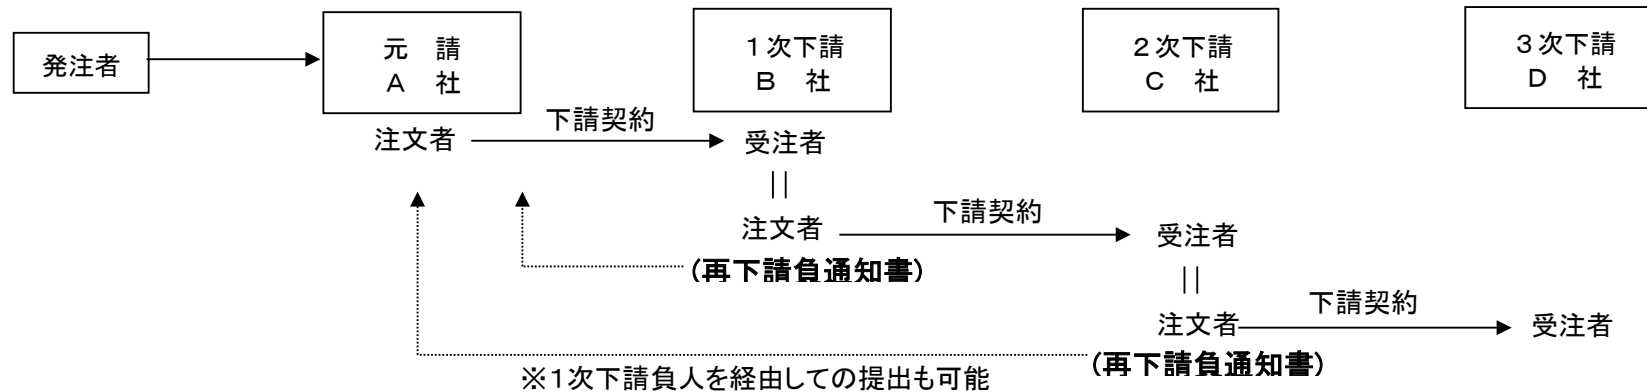 発注者
元　請
Ａ　社
１次下請
Ｂ　社
２次下請
Ｃ　社
３次下請
Ｄ　社
注文者
下請契約
受注者
||
注文者
下請契約
受注者
(再下請負通知書)
||
注文者
下請契約
受注者
(再下請負通知書)
※１次下請負人を経由しての提出も可能